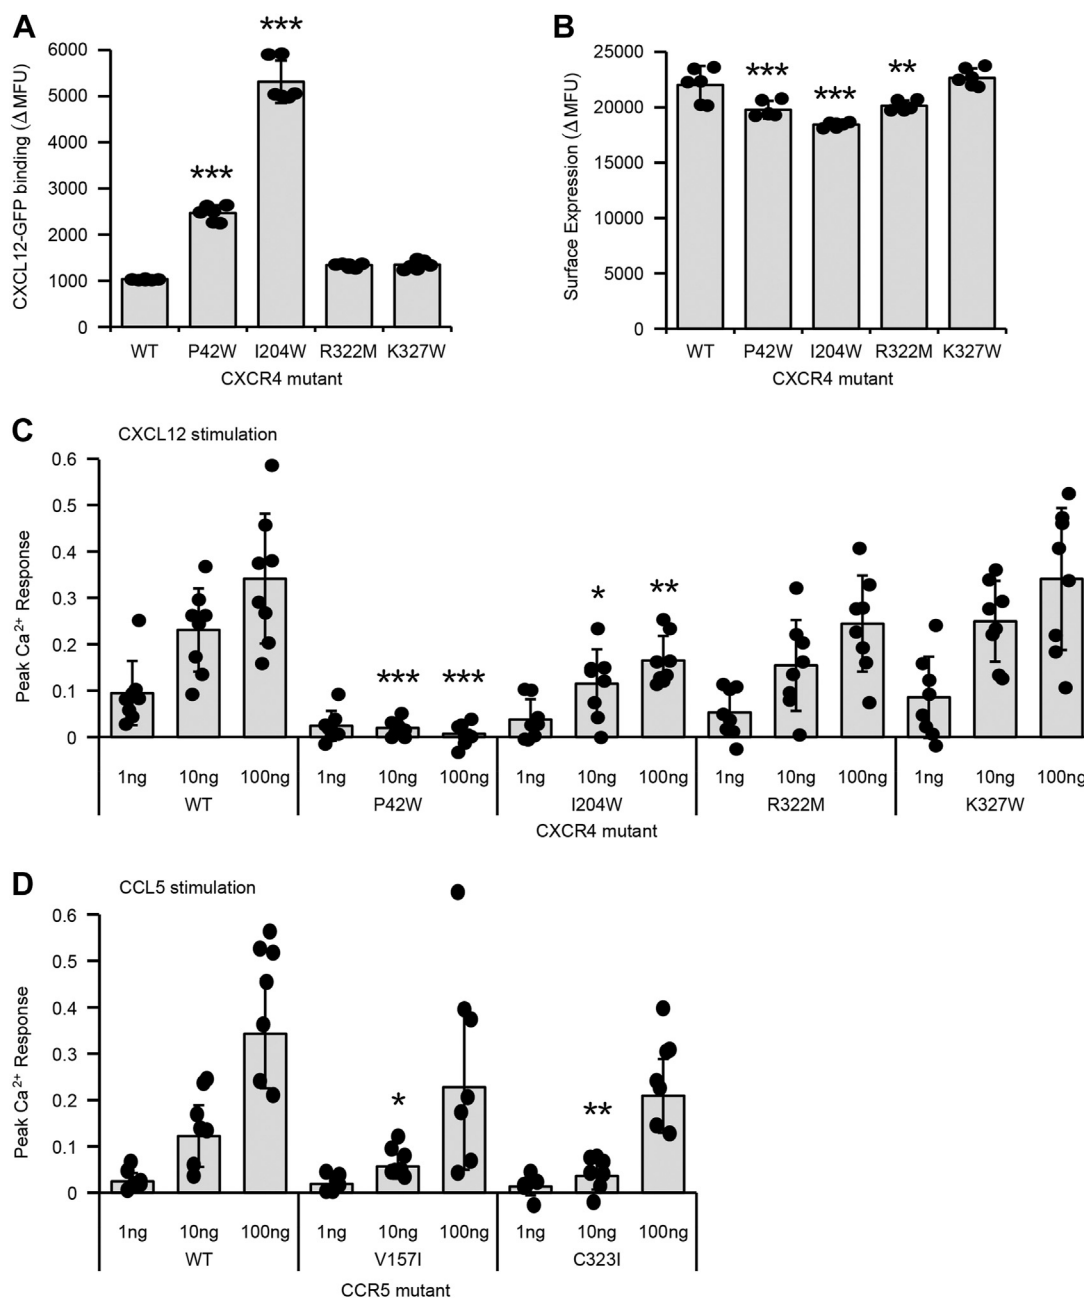 A
***
6000
5000
4000
3000
2000
1000
0
***
CXCL12-GFP binding (ΔMFU)
WT P42W I204W R322M K327W
CXCR4 mutant
B
25000
20000
15000
10000
5000
0
*** *** **
Surface Expression (ΔMFU)
WT P42W I204W R322M K327W
CXCR4 mutant
C
CXCL12 stimulation
0.6
0.5
0.4
0.3
0.2
0.1
0
Peak Ca²⁺ Response
*** *** * **
1ng 10ng 100ng 1ng 10ng 100ng 1ng 10ng 100ng 1ng 10ng 100ng 1ng 10ng 100ng
WT P42W I204W R322M K327W
CXCR4 mutant
D
CCL5 stimulation
0.6
0.5
0.4
0.3
0.2
0.1
0
Peak Ca²⁺ Response
* **
1ng 10ng 100ng 1ng 10ng 100ng 1ng 10ng 100ng
WT V157I C323I
CCR5 mutant